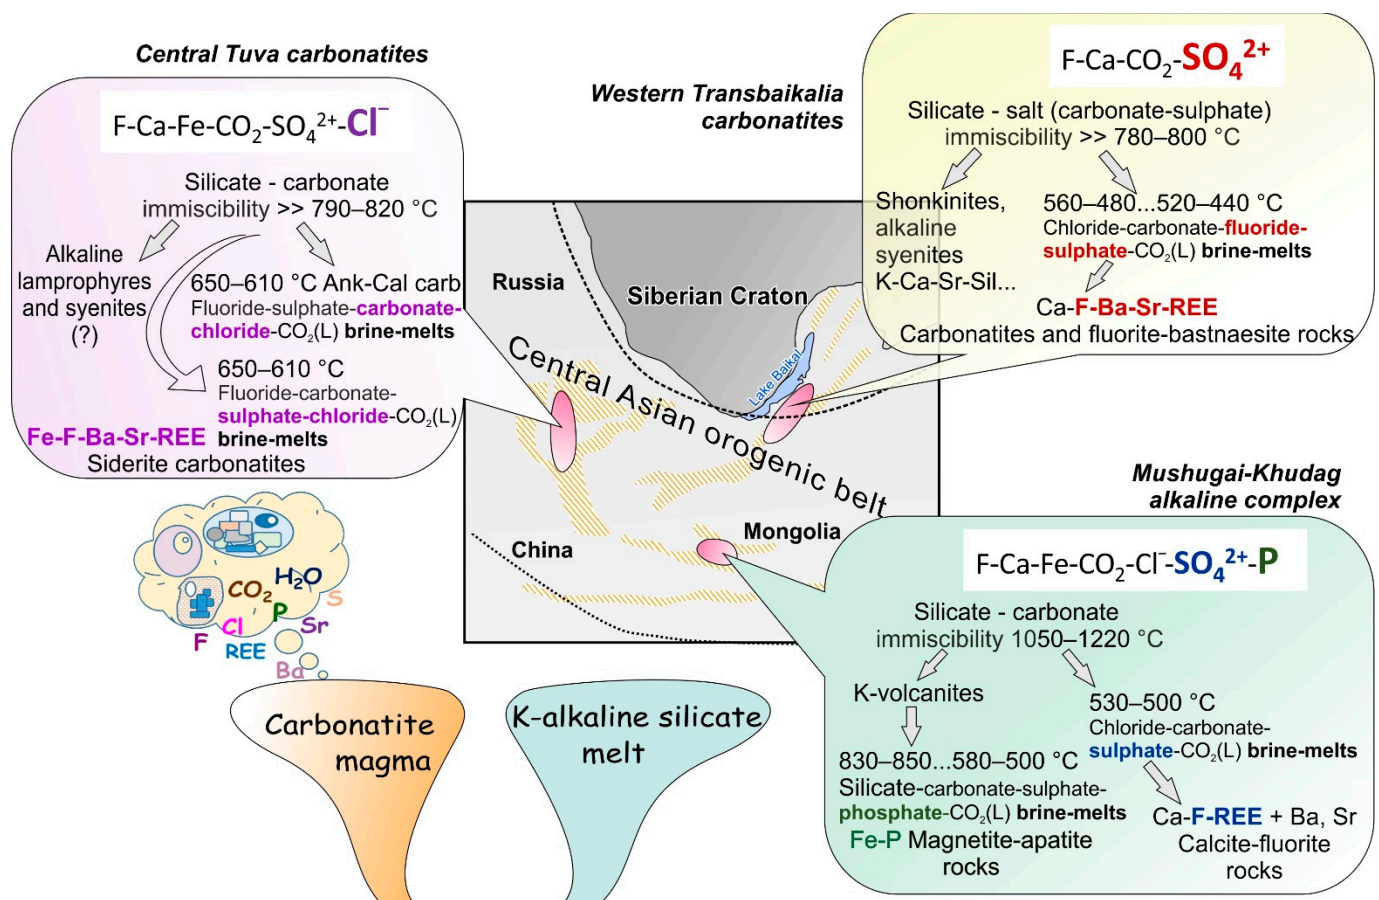 Central Tuva carbonatites
F-Ca-Fe-CO₂-SO₄²⁺-Cl⁻
Silicate - carbonate
immiscibility >> 790–820 °C
Alkaline
lamprophyres
and syenites
(?)
650–610 °C Ank-Cal carb
Fluoride-sulphate-carbonate-
chloride-CO₂(L) brine-melts
650–610 °C
Fluoride-carbonate-
sulphate-chloride-CO₂(L)
brine-melts
Fe-F-Ba-Sr-REE
Siderite carbonatites
Western Transbaikalia
carbonatites
F-Ca-CO₂-SO₄²⁺
Silicate - salt (carbonate-sulphate)
immiscibility >> 780–800 °C
Shonkinites,
alkaline
syenites
K-Ca-Sr-Sil...
560–480...520–440 °C
Chloride-carbonate-fluoride-
sulphate-CO₂(L) brine-melts
Ca-F-Ba-Sr-REE
Carbonatites and fluorite-bastnaesite rocks
Russia
Siberian Craton
Lake Baikal
Central Asian orogenic belt
Mongolia
China
Mushugai-Khudag
alkaline complex
F-Ca-Fe-CO₂-Cl⁻-SO₄²⁺-P
Silicate - carbonate
immiscibility 1050–1220 °C
K-volcanites
830–850...580–500 °C
Silicate-carbonate-sulphate-
phosphate-CO₂(L) brine-melts
Fe-P Magnetite-apatite
rocks
530–500 °C
Chloride-carbonate-
sulphate-CO₂(L) brine-melts
Ca-F-REE + Ba, Sr
Calcite-fluorite
rocks
CO₂
H₂O
S
P
Cl
Sr
F
REE
Ba
Carbonatite
magma
K-alkaline silicate
melt